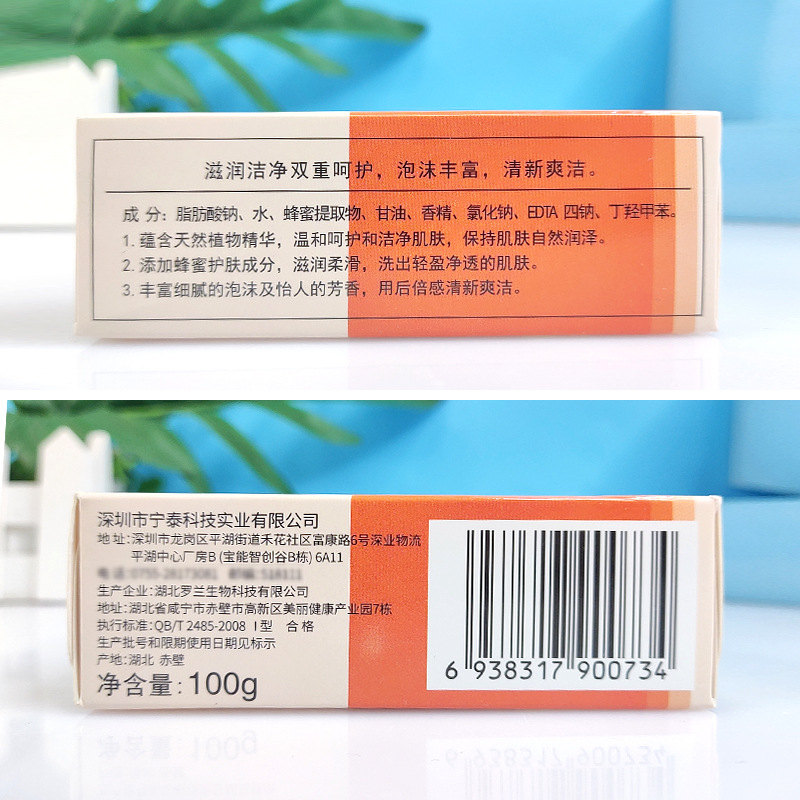 滋润洁净双重呵护，泡沫丰富，清新爽洁。
成 分：脂肪酸钠、水、蜂蜜提取物、甘油、香精、氯化钠、EDTA 四钠、丁羟甲苯。
1. 蕴含天然植物精华，温和呵护和洁净肌肤，保持肌肤自然润泽。
2. 添加蜂蜜护肤成分，滋润柔滑，洗出轻盈净透的肌肤。
3. 丰富细腻的泡沫及怡人的芳香，用后倍感清新爽洁。
深圳市宁泰科技实业有限公司
地 址：深圳市龙岗区平湖街道禾花社区富康路6号深业物流
平湖中心厂房B (宝能智创谷B栋) 6A11
生产企业：湖北罗兰生物科技有限公司
地址：湖北省咸宁市赤壁市高新区美丽健康产业园7栋
执行标准：QB/T 2485-2008 Ⅰ型 合 格
生产批号和限期使用日期见标示
产地：湖北 赤壁
净含量：100g
6 938317 900734